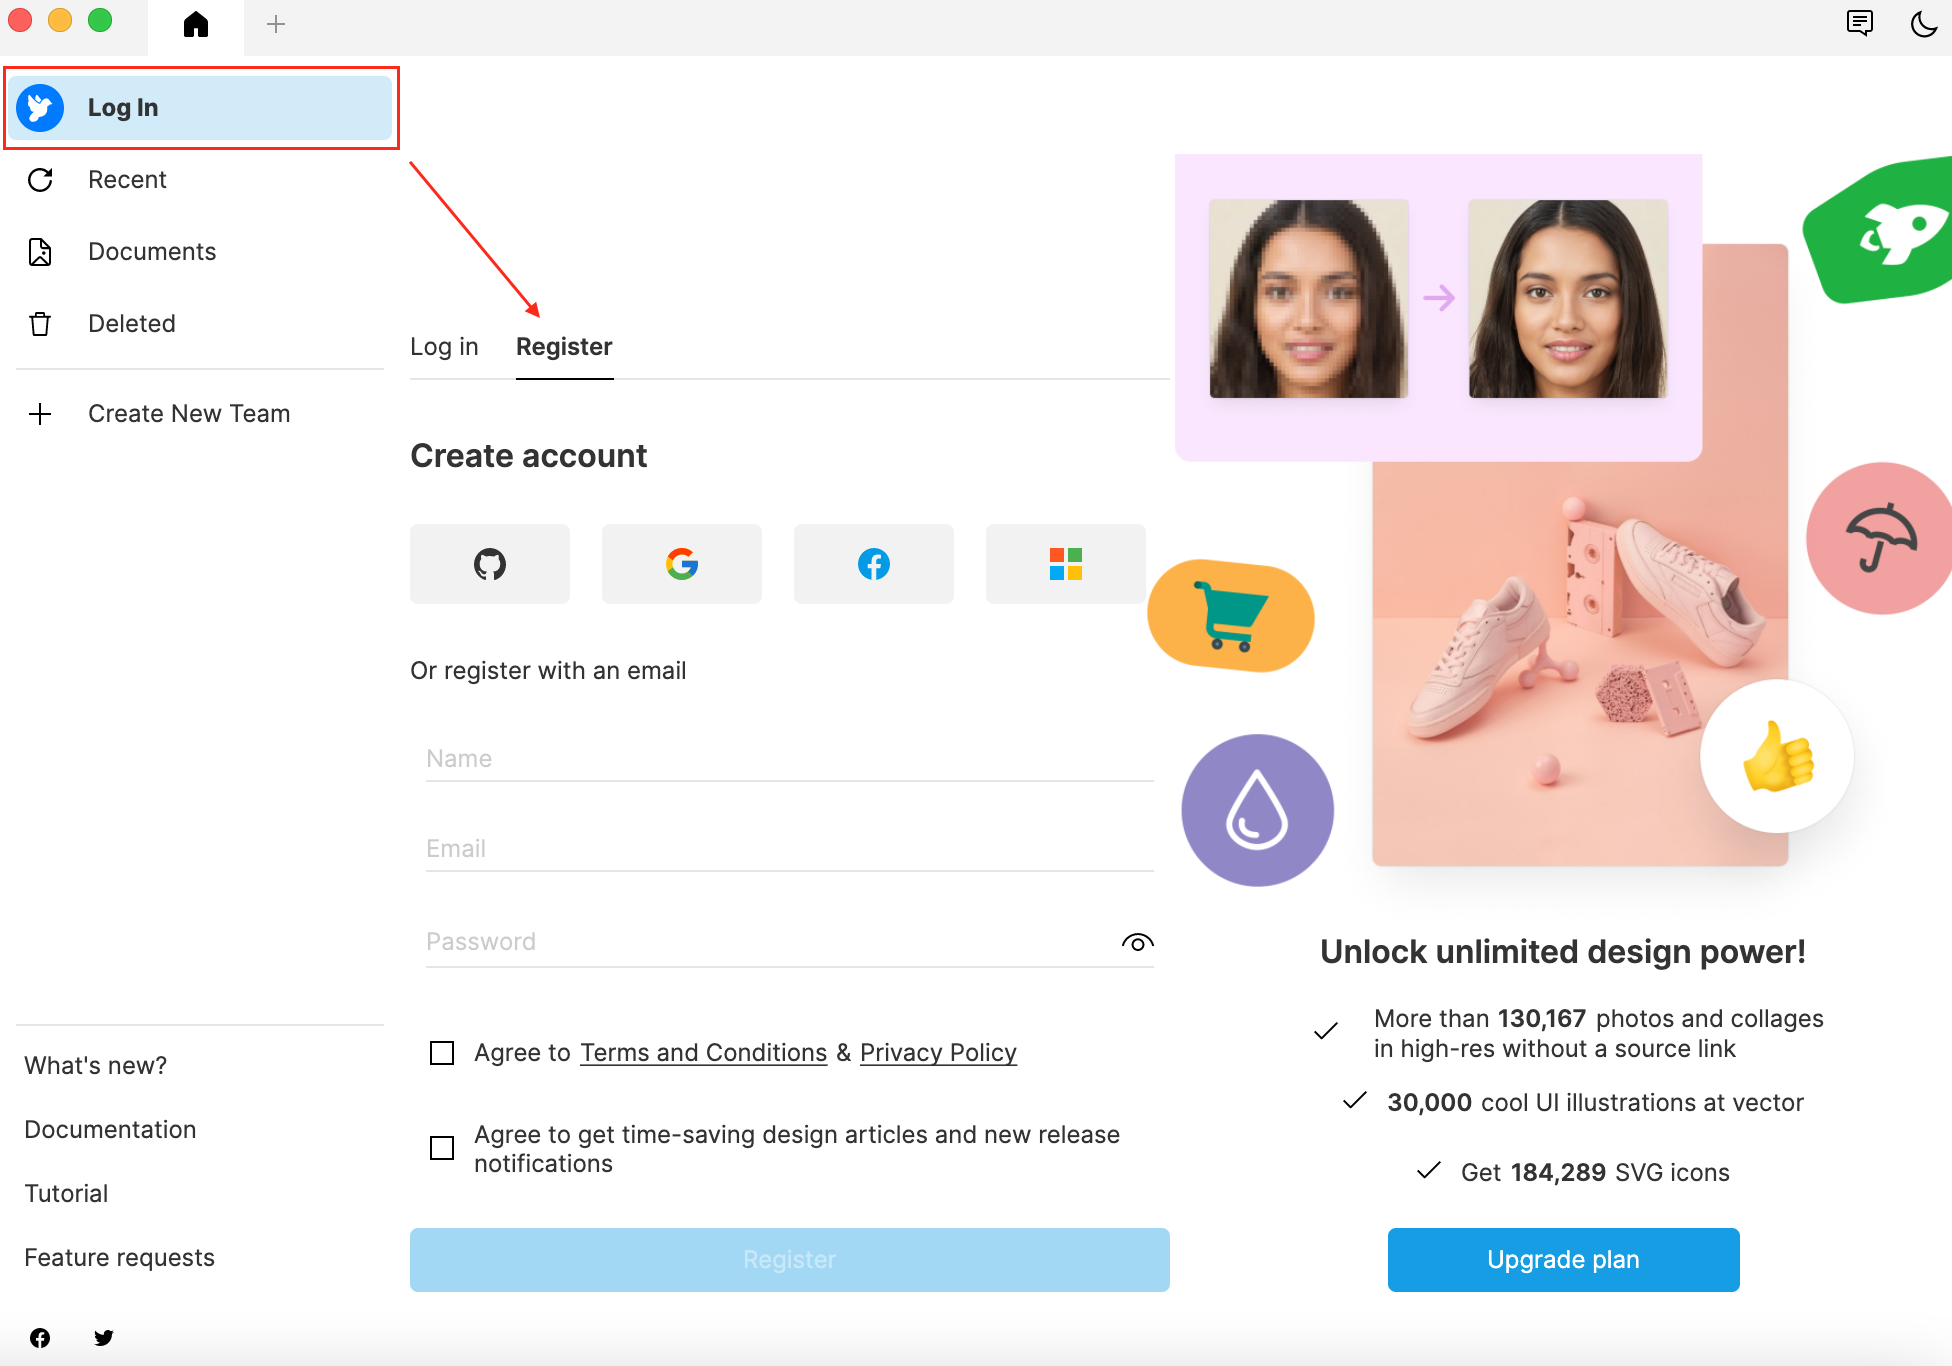 Log In
Recent
Documents
Deleted
Create New Team
What's new?
Documentation
Tutorial
Feature requests
Log in
Register
Create account
Or register with an email
Name
Email
Password
Agree to Terms and Conditions & Privacy Policy
Agree to get time-saving design articles and new release
notifications
Register
Unlock unlimited design power!
More than 130,167 photos and collages
in high-res without a source link
30,000 cool UI illustrations at vector
Get 184,289 SVG icons
Upgrade plan